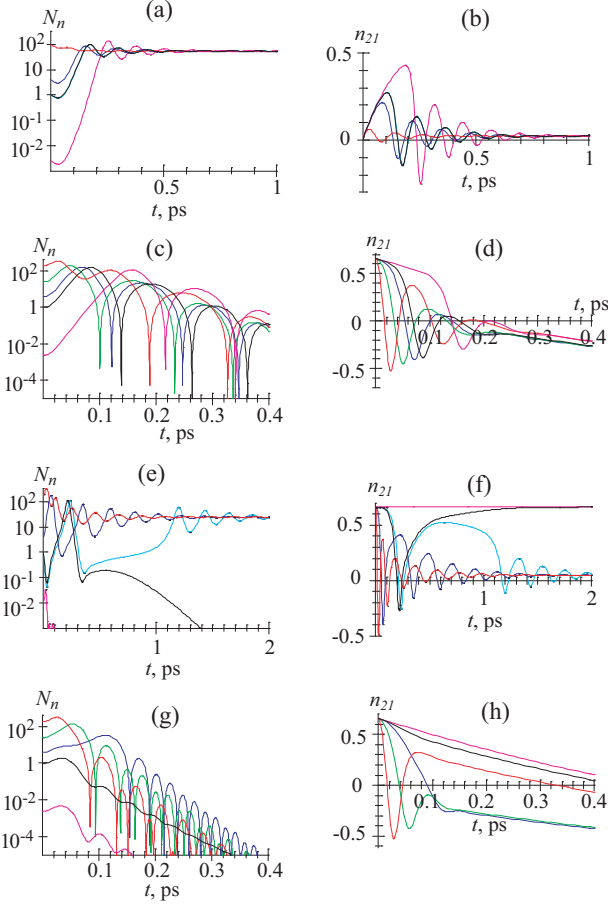 (a)
N_n
10^2
10
1
10^-1
10^-2
0.5
1
t, ps
(b)
n_21
0.5
0
0.5
1
t, ps
(c)
N_n
10^2
1
10^-2
10^-4
0.1
0.2
0.3
0.4
t, ps
(d)
n_21
0.5
0
-0.5
0.1
0.2
0.3
0.4
t, ps
(e)
N_n
10^2
10
1
10^-1
10^-2
1
2
t, ps
(f)
n_21
0.5
0
-0.5
1
2
t, ps
(g)
N_n
10^2
1
10^-2
10^-4
0.1
0.2
0.3
0.4
t, ps
(h)
n_21
0.5
0
-0.5
0.1
0.2
0.3
0.4
t, ps